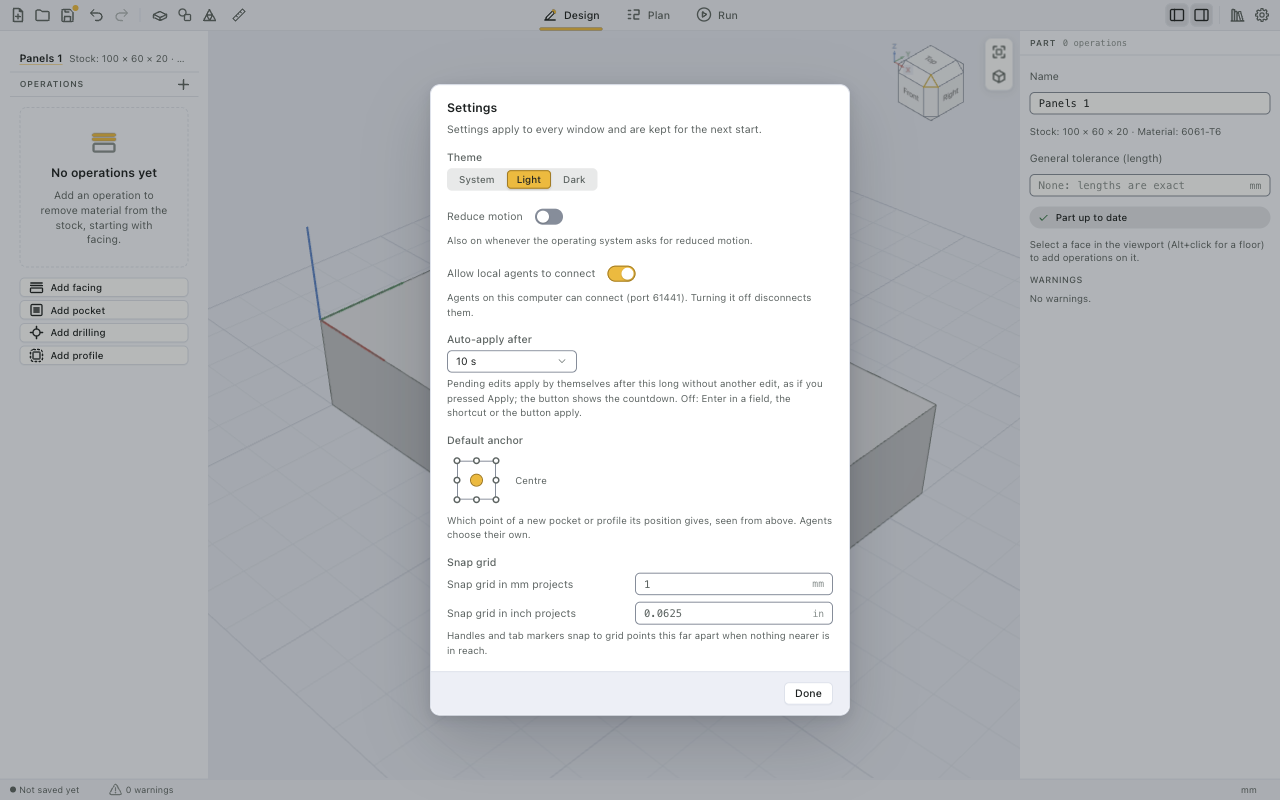 Design
Plan
Run
Panels 1 Stock: 100 × 60 × 20 · ...
OPERATIONS
No operations yet
Add an operation to
remove material from the
stock, starting with
facing.
Add facing
Add pocket
Add drilling
Add profile
Z
Y
X
Top
Front
Right
Settings
Settings apply to every window and are kept for the next start.
Theme
System
Light
Dark
Reduce motion
Also on whenever the operating system asks for reduced motion.
Allow local agents to connect
Agents on this computer can connect (port 61441). Turning it off disconnects
them.
Auto-apply after
10 s
Pending edits apply by themselves after this long without another edit, as if you
pressed Apply; the button shows the countdown. Off: Enter in a field, the
shortcut or the button apply.
Default anchor
Centre
Which point of a new pocket or profile its position gives, seen from above. Agents
choose their own.
Snap grid
Snap grid in mm projects
1 mm
Snap grid in inch projects
0.0625 in
Handles and tab markers snap to grid points this far apart when nothing nearer is
in reach.
Done
PART 0 operations
Name
Panels 1
Stock: 100 × 60 × 20 · Material: 6061-T6
General tolerance (length)
None: lengths are exact mm
Part up to date
Select a face in the viewport (Alt+click for a floor)
to add operations on it.
WARNINGS
No warnings.
Not saved yet
0 warnings
mm